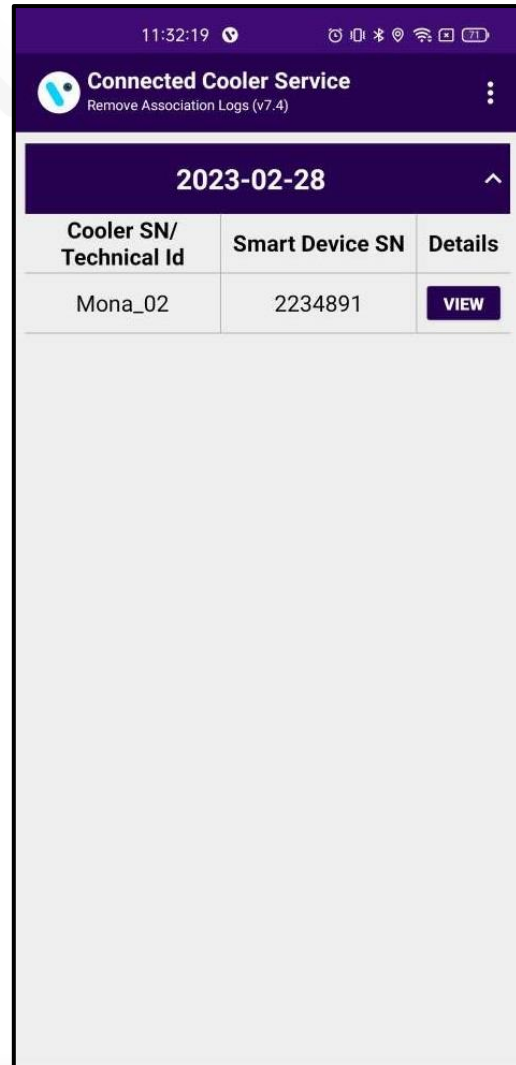 11:32:19
71
Connected Cooler Service
Remove Association Logs (v7.4)
2023-02-28
Cooler SN/
Technical Id
Smart Device SN
Details
Mona_02
2234891
VIEW